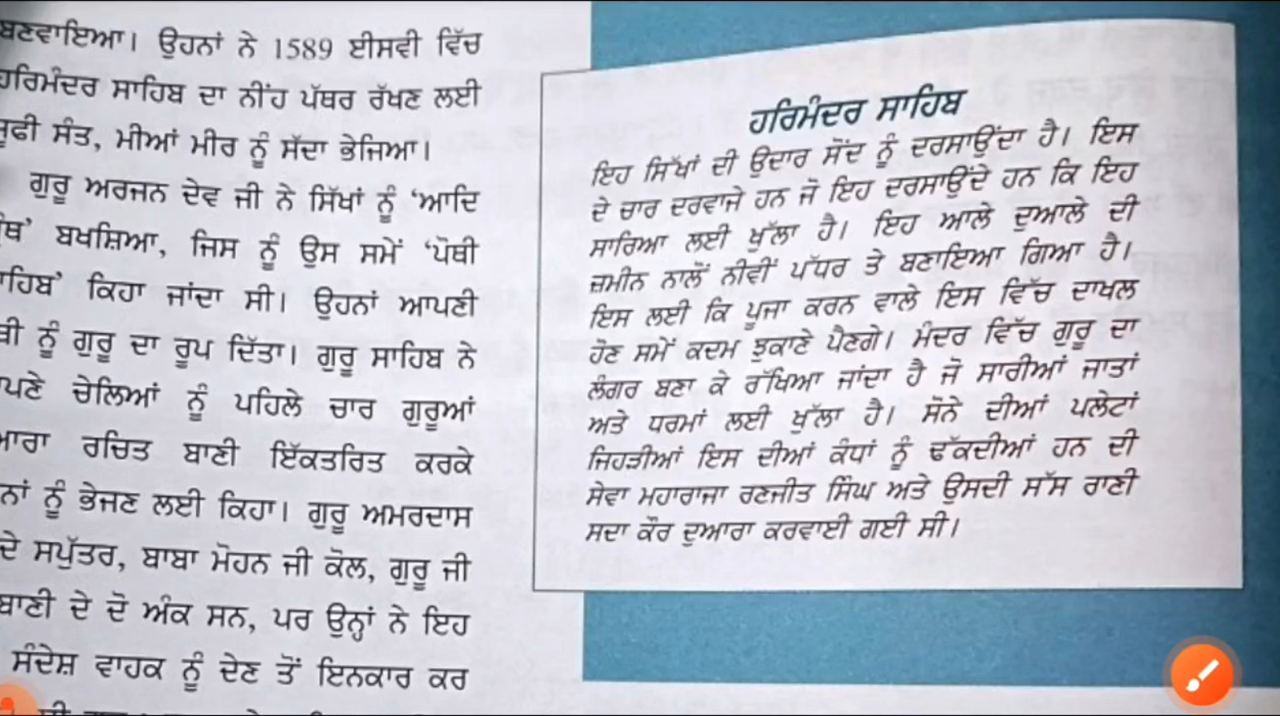 ਬਣਵਾਇਆ। ਉਹਨਾਂ ਨੇ 1589 ਈਸਵੀ ਵਿੱਚ
ਹਰਿਮੰਦਰ ਸਾਹਿਬ ਦਾ ਨੀਂਹ ਪੱਥਰ ਰੱਖਣ ਲਈ
ਸੰਤ, ਮੀਆਂ ਮੀਰ ਨੂੰ ਸੱਦਾ ਭੇਜਿਆ।
ਗੁਰੂ ਅਰਜਨ ਦੇਵ ਜੀ ਨੇ ਸਿੱਖਾਂ ਨੂੰ ‘ਆਦਿ
ਬਖਸ਼ਿਆ, ਜਿਸ ਨੂੰ ਉਸ ਸਮੇਂ ‘ਪੋਥੀ
ਕਿਹਾ ਜਾਂਦਾ ਸੀ। ਉਹਨਾਂ ਆਪਣੀ
ਨੂੰ ਗੁਰੂ ਦਾ ਰੂਪ ਦਿੱਤਾ। ਗੁਰੂ ਸਾਹਿਬ ਨੇ
ਚੇਲਿਆਂ ਨੂੰ ਪਹਿਲੇ ਚਾਰ ਗੁਰੂਆਂ
ਰਚਿਤ ਬਾਣੀ ਇੱਕਤਰਿਤ ਕਰਕੇ
ਨੂੰ ਭੇਜਣ ਲਈ ਕਿਹਾ। ਗੁਰੂ ਅਮਰਦਾਸ
ਦੇ ਸਪੁੱਤਰ, ਬਾਬਾ ਮੋਹਨ ਜੀ ਕੋਲ, ਗੁਰੂ ਜੀ
ਬਾਣੀ ਦੇ ਦੋ ਅੰਕ ਸਨ, ਪਰ ਉਨ੍ਹਾਂ ਨੇ ਇਹ
ਸੰਦੇਸ਼ ਵਾਹਕ ਨੂੰ ਦੇਣ ਤੋਂ ਇਨਕਾਰ ਕਰ
ਹਰਿਮੰਦਰ ਸਾਹਿਬ
ਇਹ ਸਿੱਖਾਂ ਦੀ ਉਦਾਰ ਸੋਂਦ ਨੂੰ ਦਰਸਾਉਂਦਾ ਹੈ। ਇਸ
ਦੇ ਚਾਰ ਦਰਵਾਜੇ ਹਨ ਜੋ ਇਹ ਦਰਸਾਉਂਦੇ ਹਨ ਕਿ ਇਹ
ਸਾਰਿਆ ਲਈ ਖੁੱਲਾ ਹੈ। ਇਹ ਆਲੇ ਦੁਆਲੇ ਦੀ
ਜ਼ਮੀਨ ਨਾਲੋਂ ਨੀਵੀਂ ਪੱਧਰ ਤੇ ਬਣਾਇਆ ਗਿਆ ਹੈ।
ਇਸ ਲਈ ਕਿ ਪੂਜਾ ਕਰਨ ਵਾਲੇ ਇਸ ਵਿੱਚ ਦਾਖਲ
ਹੋਣ ਸਮੇਂ ਕਦਮ ਝੁਕਾਣੇ ਪੈਣਗੇ। ਮੰਦਰ ਵਿੱਚ ਗੁਰੂ ਦਾ
ਲੰਗਰ ਬਣਾ ਕੇ ਰੱਖਿਆ ਜਾਂਦਾ ਹੈ ਜੋ ਸਾਰੀਆਂ ਜਾਤਾਂ
ਅਤੇ ਧਰਮਾਂ ਲਈ ਖੁੱਲਾ ਹੈ। ਸੋਨੇ ਦੀਆਂ ਪਲੇਟਾਂ
ਜਿਹੜੀਆਂ ਇਸ ਦੀਆਂ ਕੰਧਾਂ ਨੂੰ ਢੱਕਦੀਆਂ ਹਨ ਦੀ
ਸੇਵਾ ਮਹਾਰਾਜਾ ਰਣਜੀਤ ਸਿੰਘ ਅਤੇ ਉਸਦੀ ਸੱਸ ਰਾਣੀ
ਸਦਾ ਕੌਰ ਦੁਆਰਾ ਕਰਵਾਈ ਗਈ ਸੀ।